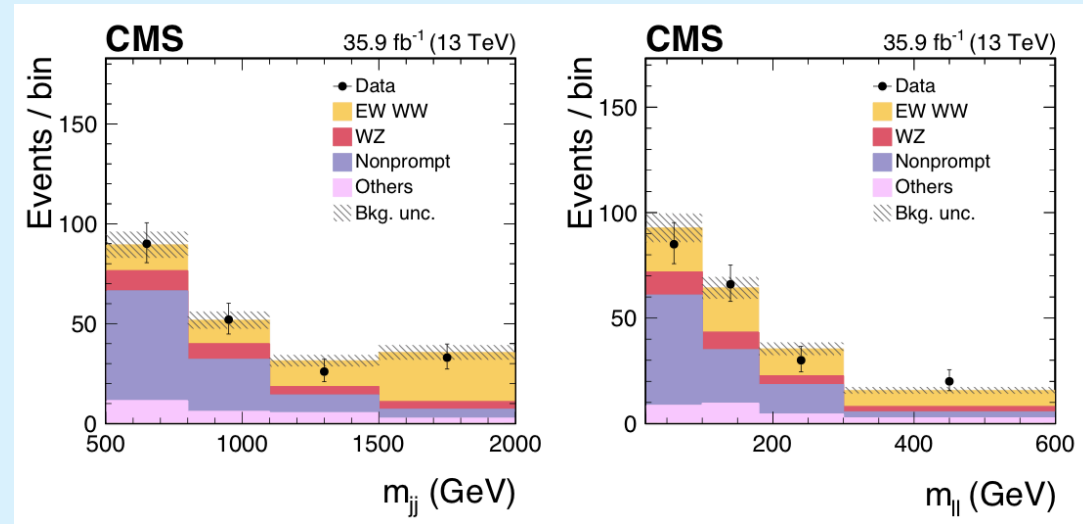 CMS 35.9 fb⁻¹ (13 TeV)
Events / bin
150
100
50
0
Data
EW WW
WZ
Nonprompt
Others
Bkg. unc.
500 1000 1500 2000
m_jj (GeV)
CMS 35.9 fb⁻¹ (13 TeV)
Events / bin
150
100
50
0
Data
EW WW
WZ
Nonprompt
Others
Bkg. unc.
200 400 600
m_ll (GeV)